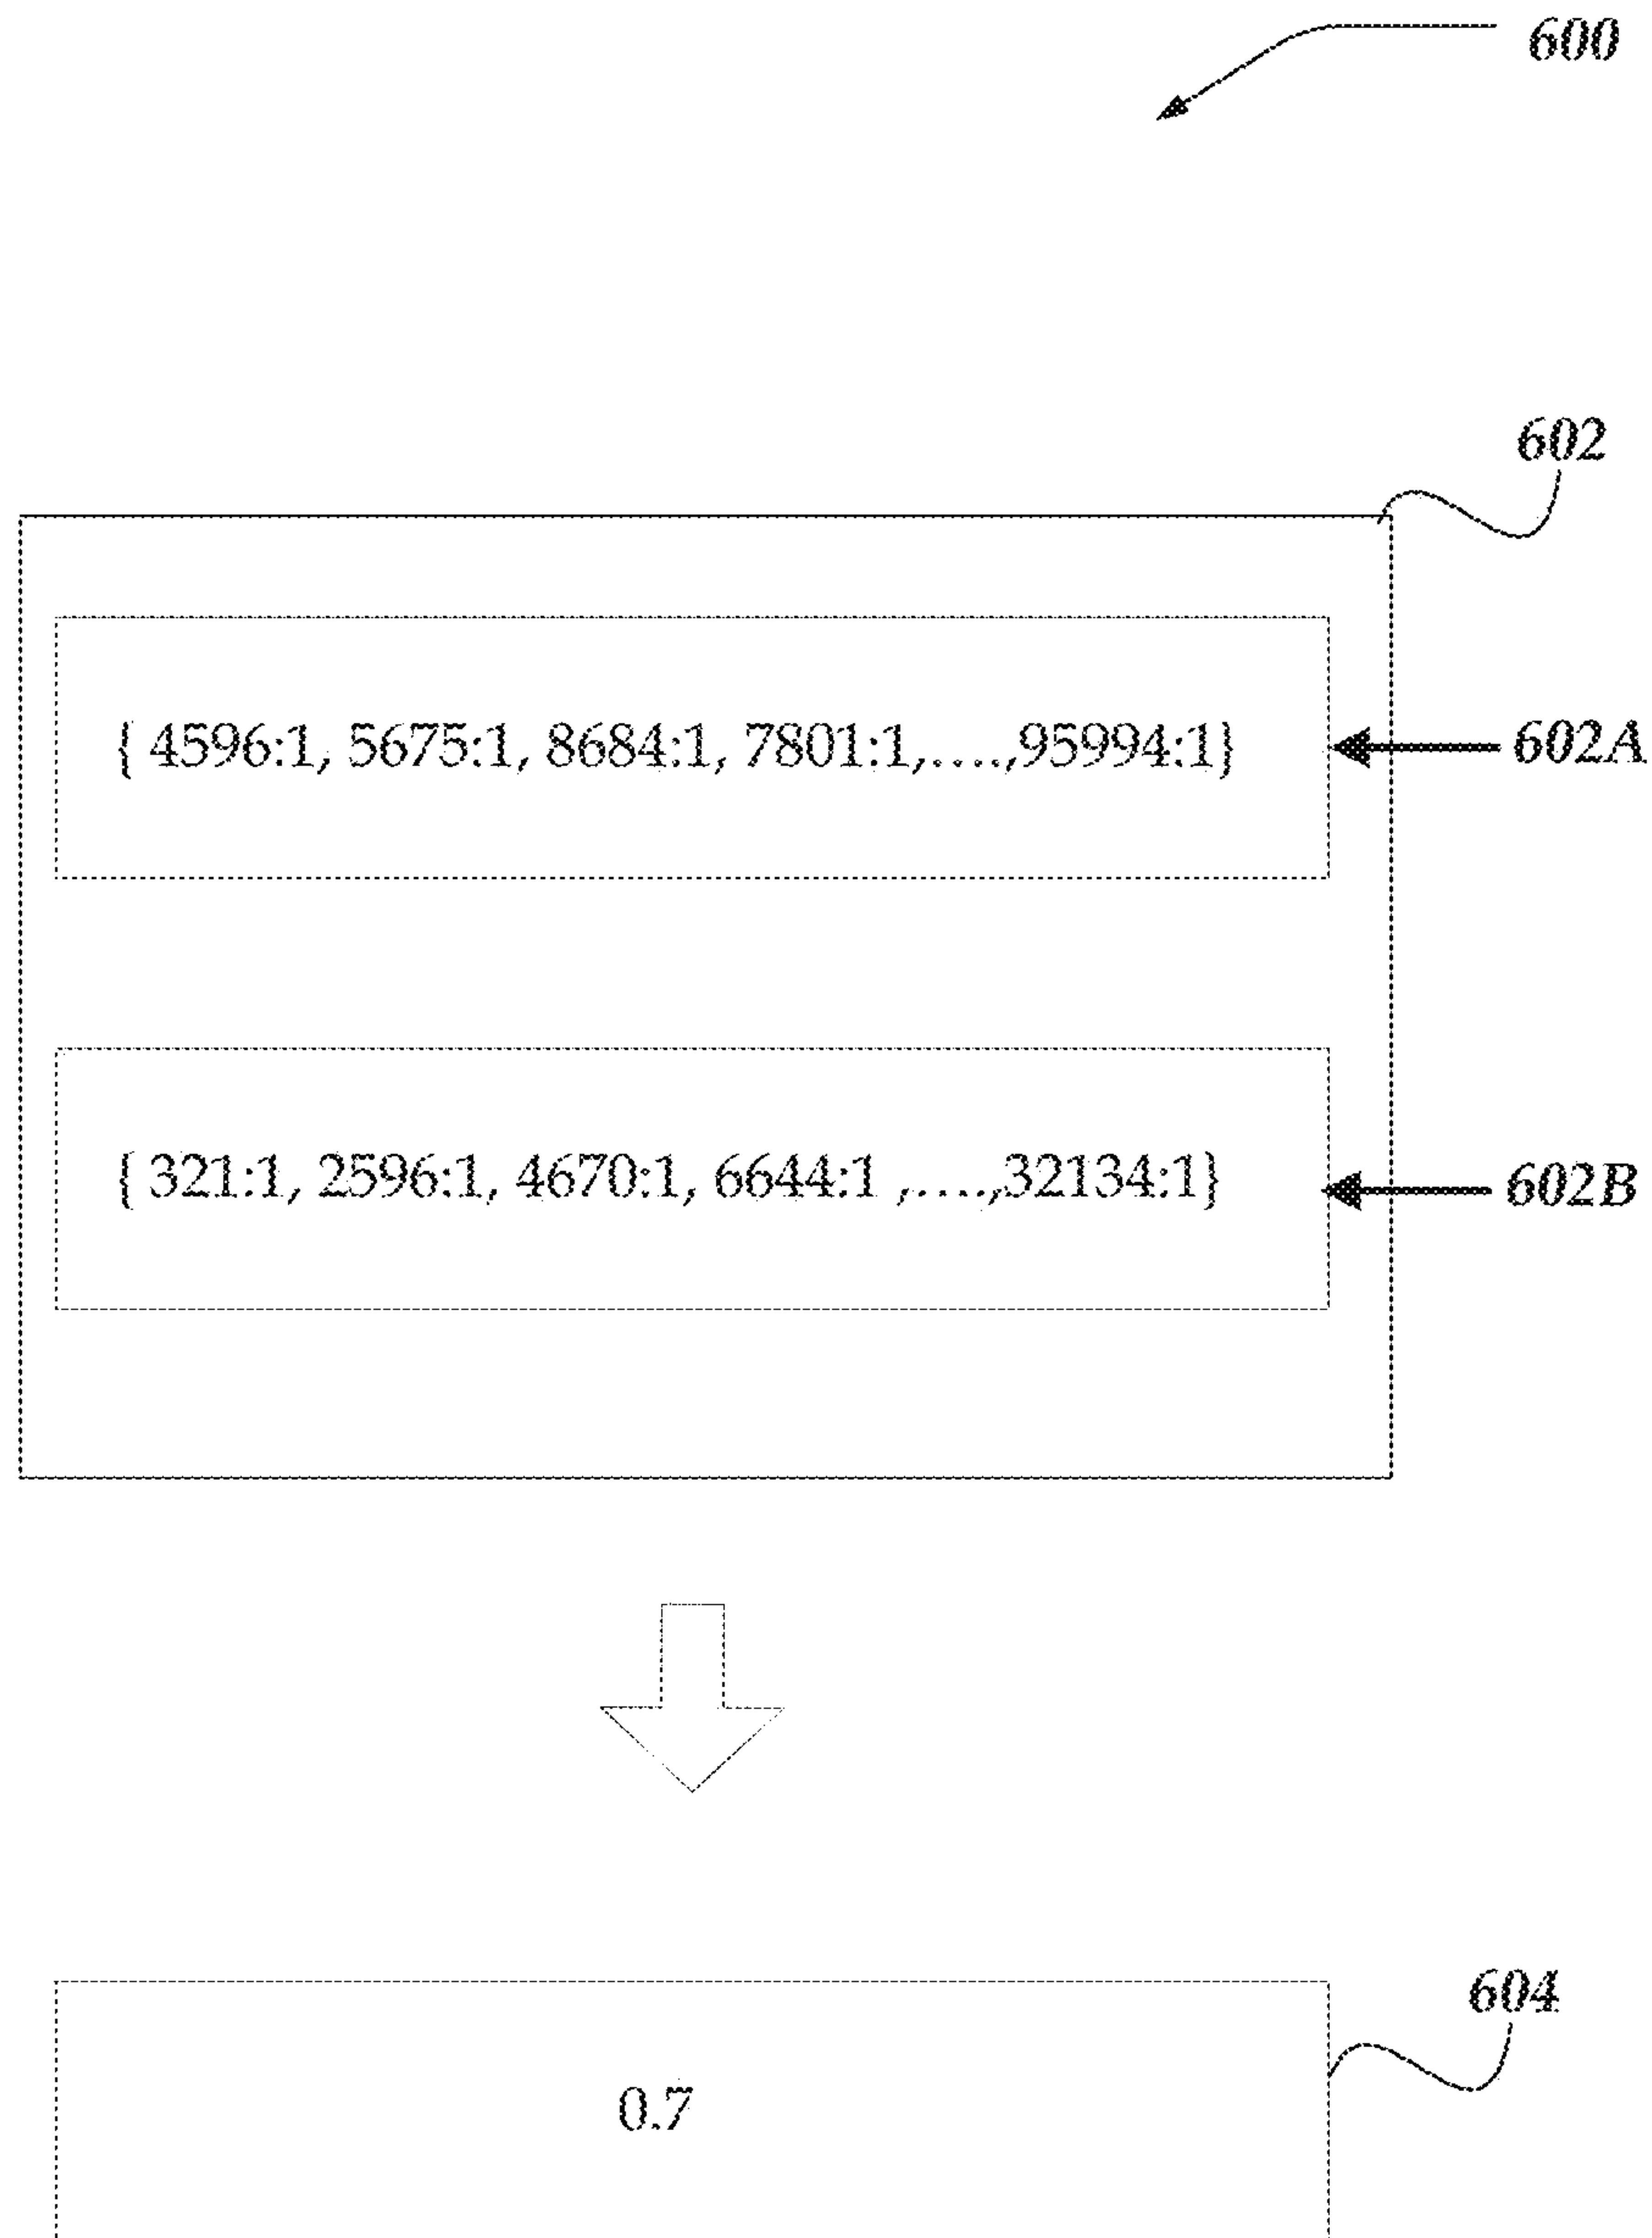 600
602
{ 4596:1, 5675:1, 8684:1, 7801:1,....,95994:1}
602A
{ 321:1, 2596:1, 4670:1, 6644:1 ,....,32134:1}
602B
604
0.7